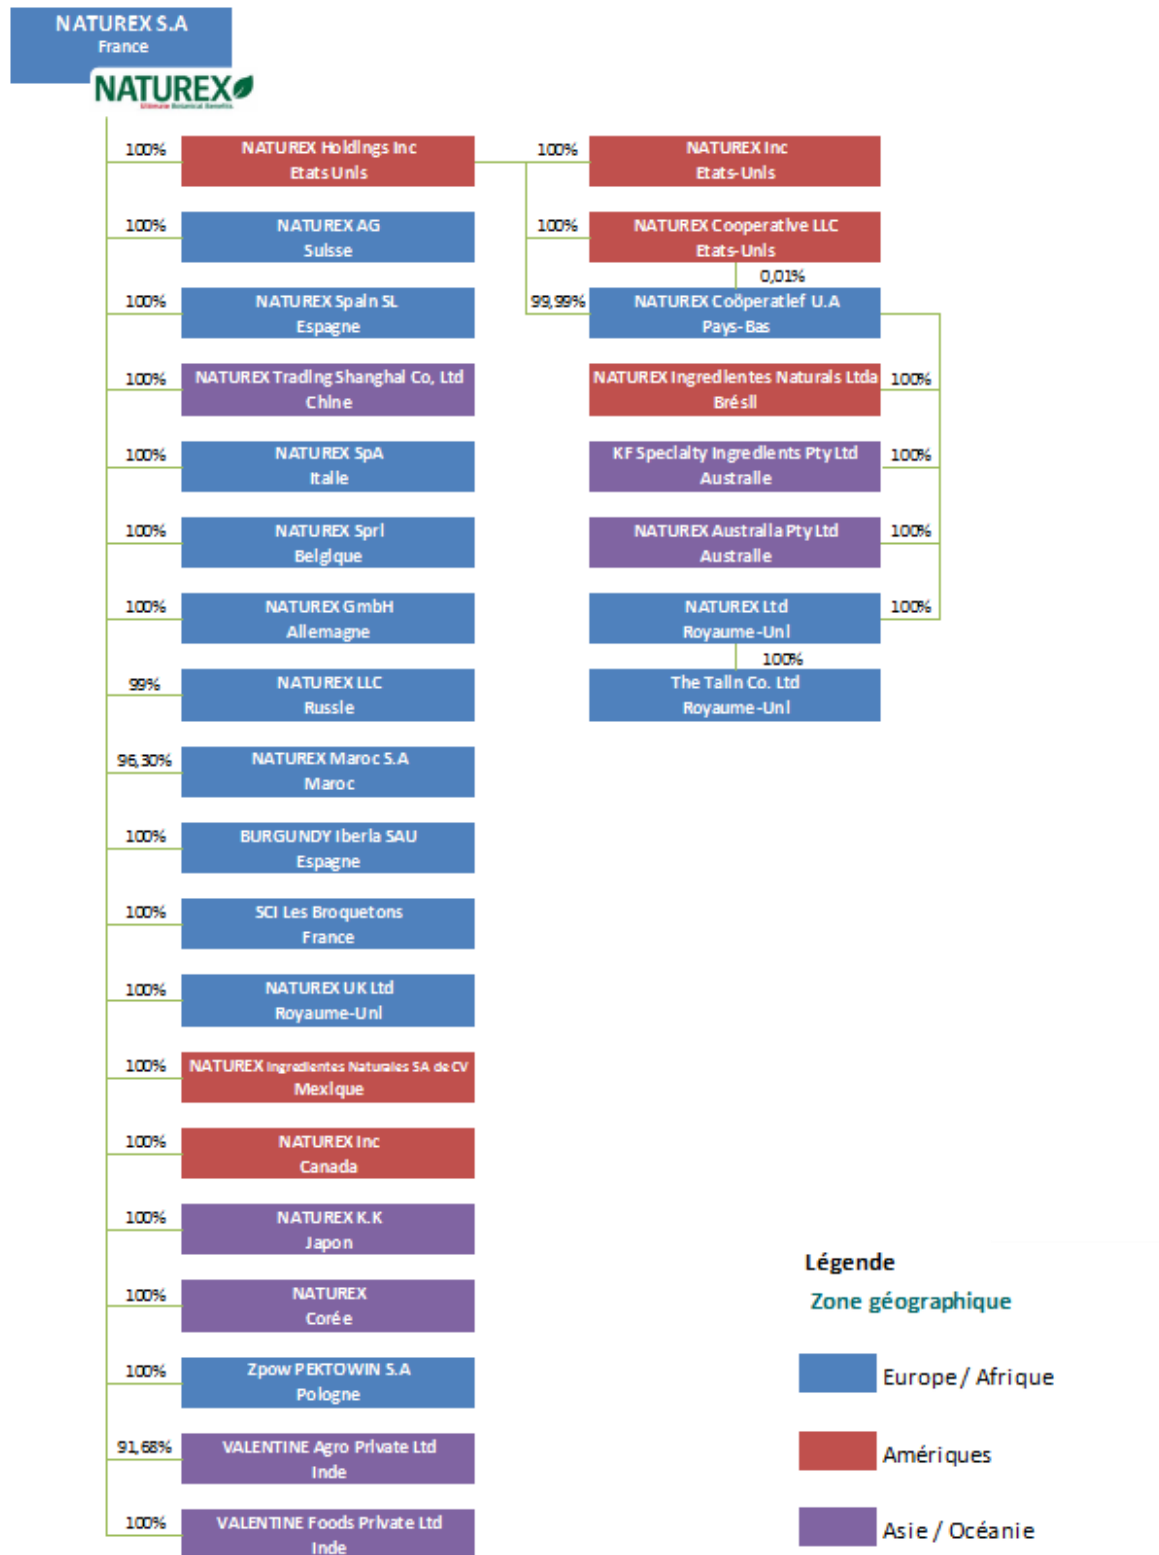 NATUREX S.A
France
NATUREX
Ultimate Botanical Benefits
100%
NATUREX Holdings Inc
Etats Unis
100%
NATUREX Inc
Etats-Unis
100%
NATUREX AG
Suisse
100%
NATUREX Cooperative LLC
Etats-Unis
0,01%
100%
NATUREX Spain SL
Espagne
99,99%
NATUREX Coöperatief U.A
Pays-Bas
100%
NATUREX Trading Shanghai Co, Ltd
Chine
NATUREX Ingredientes Naturals Ltda
Brésil
100%
100%
NATUREX SpA
Italie
KF Specialty Ingredients Pty Ltd
Australie
100%
100%
NATUREX Sprl
Belgique
NATUREX Australia Pty Ltd
Australie
100%
100%
NATUREX GmbH
Allemagne
NATUREX Ltd
Royaume-Uni
100%
100%
99%
NATUREX LLC
Russie
The Talin Co. Ltd
Royaume-Uni
96,30%
NATUREX Maroc S.A
Maroc
100%
BURGUNDY Iberia SAU
Espagne
100%
SCI Les Broquetons
France
100%
NATUREX UK Ltd
Royaume-Uni
100%
NATUREX Ingredientes Naturales SA de CV
Mexique
100%
NATUREX Inc
Canada
100%
NATUREX K.K
Japon
100%
NATUREX
Corée
100%
Zpow PEKTOWIN S.A
Pologne
91,68%
VALENTINE Agro Private Ltd
Inde
100%
VALENTINE Foods Private Ltd
Inde
Légende
Zone géographique
Europe / Afrique
Amériques
Asie / Océanie